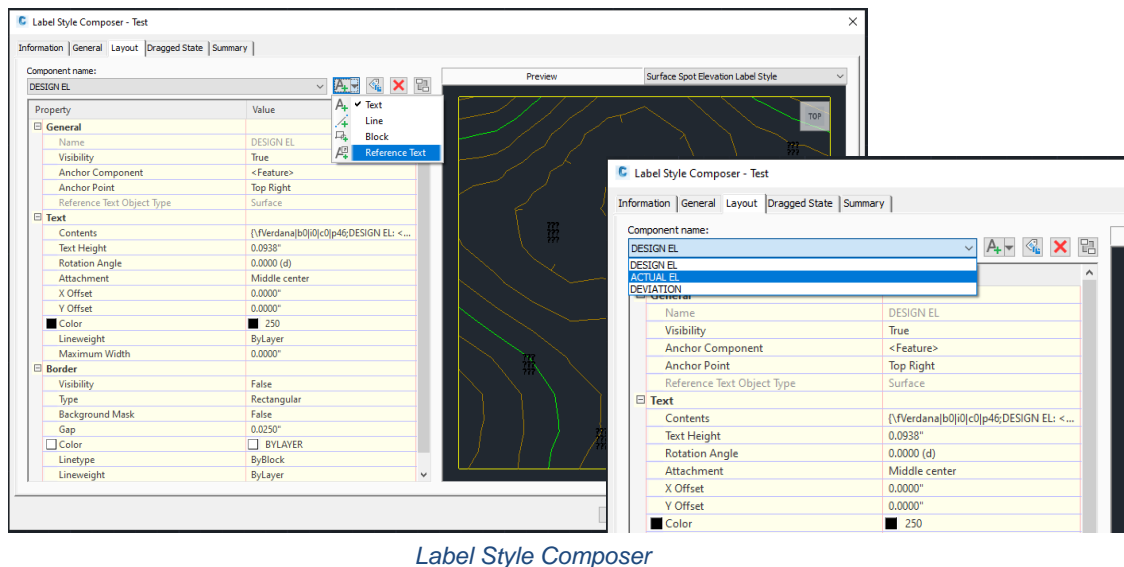 Label Style Composer - Test
Information General Layout Dragged State Summary
Component name:
DESIGN EL
Text
Line
Block
Reference Text
Preview
Surface Spot Elevation Label Style
TOP
Property Value
General
Name DESIGN EL
Visibility True
Anchor Component <Feature>
Anchor Point Top Right
Reference Text Object Type Surface
Text
Contents {\fVerdana|b0|i0|c0|p46;DESIGN EL: <...
Text Height 0.0938"
Rotation Angle 0.0000 (d)
Attachment Middle center
X Offset 0.0000"
Y Offset 0.0000"
Color 250
Lineweight ByLayer
Maximum Width 0.0000"
Border
Visibility False
Type Rectangular
Background Mask False
Gap 0.0250"
Color BYLAYER
Linetype ByBlock
Lineweight ByLayer
???
???
???
???
???
???
???
???
Label Style Composer - Test
Information General Layout Dragged State Summary
Component name:
DESIGN EL
DESIGN EL
ACTUAL EL
DEVIATION
General
Name DESIGN EL
Visibility True
Anchor Component <Feature>
Anchor Point Top Right
Reference Text Object Type Surface
Text
Contents {\fVerdana|b0|i0|c0|p46;DESIGN EL: <...
Text Height 0.0938"
Rotation Angle 0.0000 (d)
Attachment Middle center
X Offset 0.0000"
Y Offset 0.0000"
Color 250
Label Style Composer